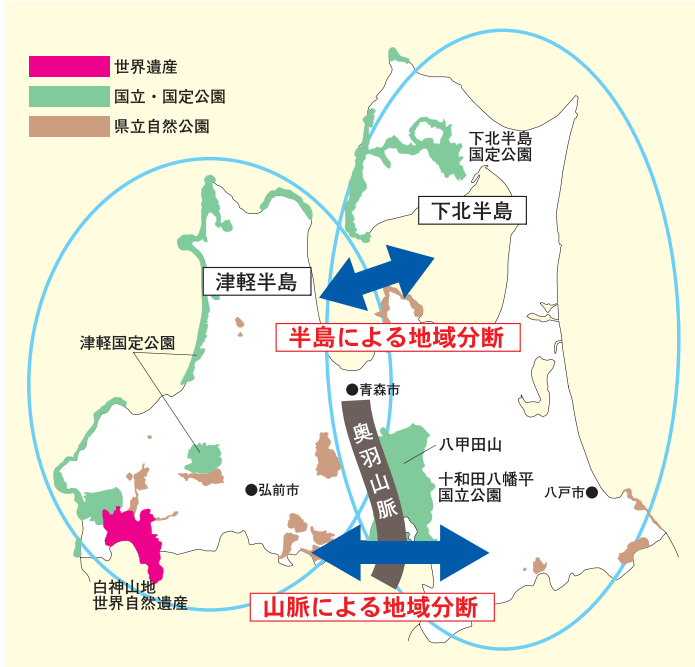 世界遺産
国立・国定公園
県立自然公園
下北半島
国定公園
下北半島
津軽半島
半島による地域分断
津軽国定公園
青森市
奥羽山脈
八甲田山
十和田八幡平
国立公園
弘前市
八戸市
白神山地
世界自然遺産
山脈による地域分断